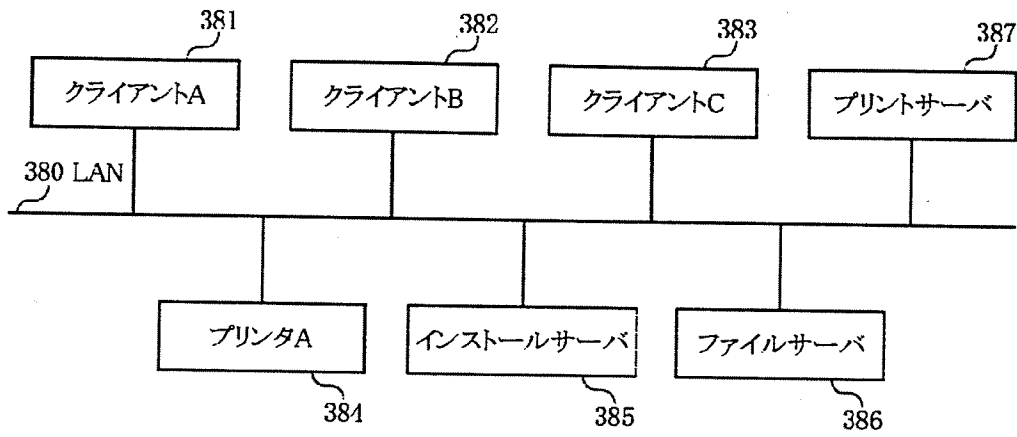 381
382
383
387
クライアントA
クライアントB
クライアントC
プリントサーバ
380 LAN
プリンタA
インストールサーバ
ファイルサーバ
384
385
386